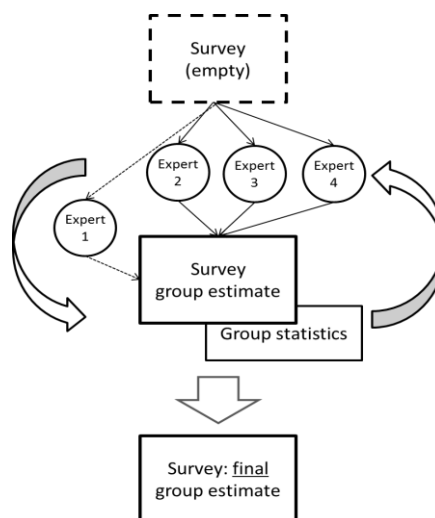 Survey
(empty)
Expert
2
Expert
3
Expert
4
Expert
1
Survey
group estimate
Group statistics
Survey: final
group estimate